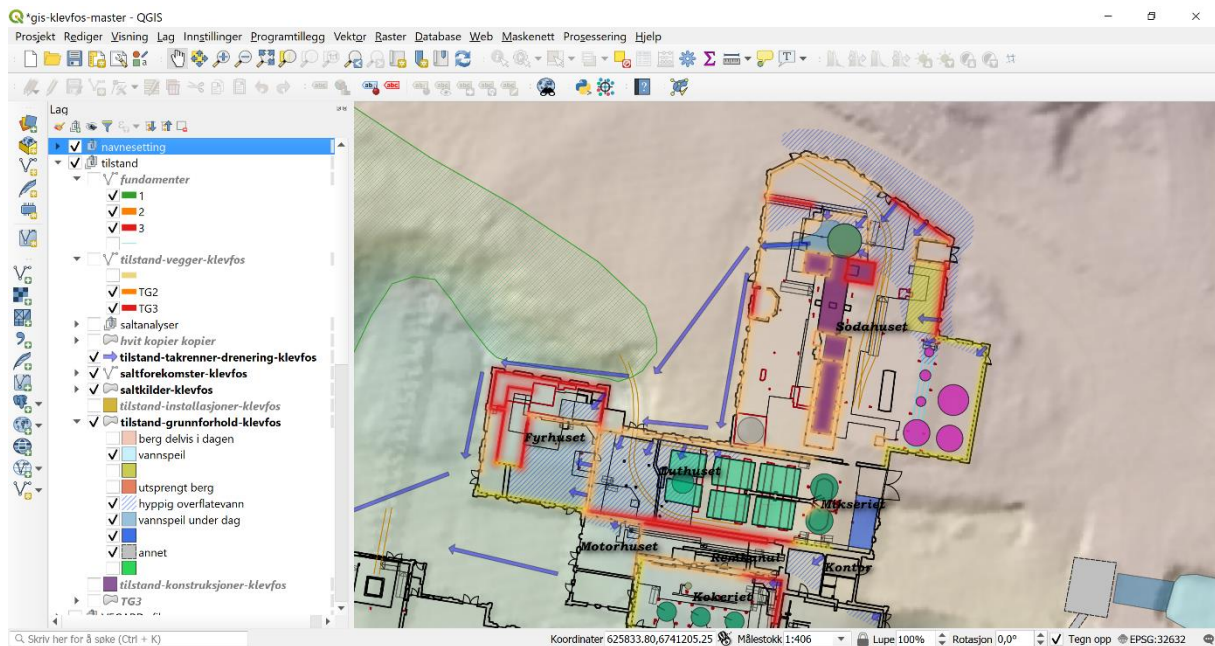 *gis-klevfos-master - QGIS
Prosjekt Rediger Visning Lag Innstillinger Programtillegg Vektor Raster Database Web Maskenett Prosessering Hjelp
Lag
navnesetting
tilstand
fundamenter
1
2
3
tilstand-vegger-klevfos
TG2
TG3
saltanalyser
hvit kopier kopier
tilstand-takrenner-drenering-klevfos
saltforekomster-klevfos
saltkilder-klevfos
tilstand-installasjoner-klevfos
tilstand-grunnforhold-klevfos
berg delvis i dagen
vannspeil
utsprengt berg
hyppig overflatevann
vannspeil under dag
annet
tilstand-konstruksjoner-klevfos
TG3
Sodahuset
Fyrhuset
Luthuset
Mikseriet
Motorhuset
Kontor
Kokeriet
Skriv her for å søke (Ctrl + K)
Koordinater 625833.80,6741205.25 Målestokk 1:406 Lupe 100% Rotasjon 0,0° Tegn opp EPSG:32632